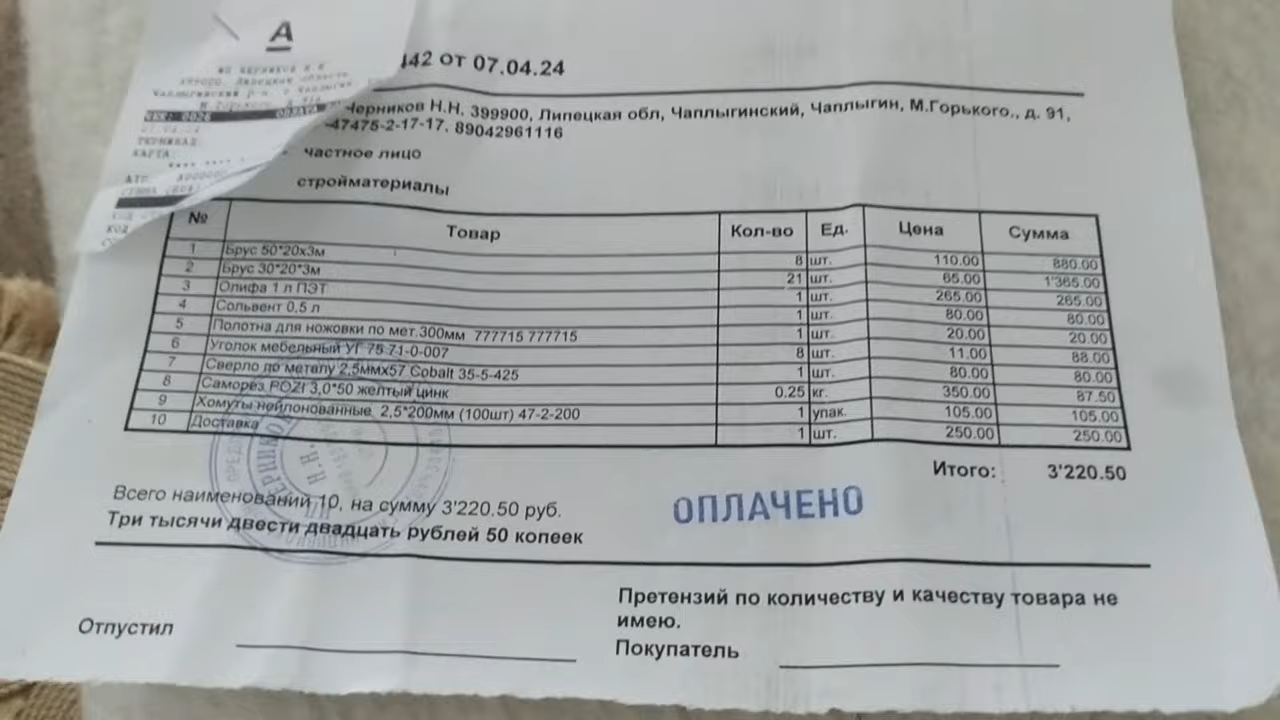 А
442 от 07.04.24
Черников Н.Н. 399900, Липецкая обл, Чаплыгинский, Чаплыгин, М.Горького., д. 91,
-47475-2-17-17. 89042961116
частное лицо
стройматериалы
07.04.24
ТЕРМИНАЛ:
КАРТА:
№ Товар Кол-во Ед. Цена Сумма
1 Брус 50*20х3м 8 шт. 110.00 880.00
2 Брус 30*20*3м 21 шт. 65.00 1'365.00
3 Олифа 1 л ПЭТ 1 шт. 265.00 265.00
4 Сольвент 0,5 л 1 шт. 80.00 80.00
5 Полотна для ножовки по мет.300мм 777715 777715 1 шт. 20.00 20.00
6 Уголок мебельный УГ 75 71-0-007 8 шт. 11.00 88.00
7 Сверло по металу 2,5ммх57 Cobalt 35-5-425 1 шт. 80.00 80.00
8 Саморез POZI 3,0*50 желтый цинк 0.25 кг. 350.00 87.50
9 Хомуты нейлонованные 2,5*200мм (100шт) 47-2-200 1 упак. 105.00 105.00
10 Доставка 1 шт. 250.00 250.00
Итого: 3'220.50
Всего наименований 10, на сумму 3'220.50 руб.
ОПЛАЧЕНО
Три тысячи двести двадцать рублей 50 копеек
Претензий по количеству и качеству товара не
имею.
Отпустил
Покупатель